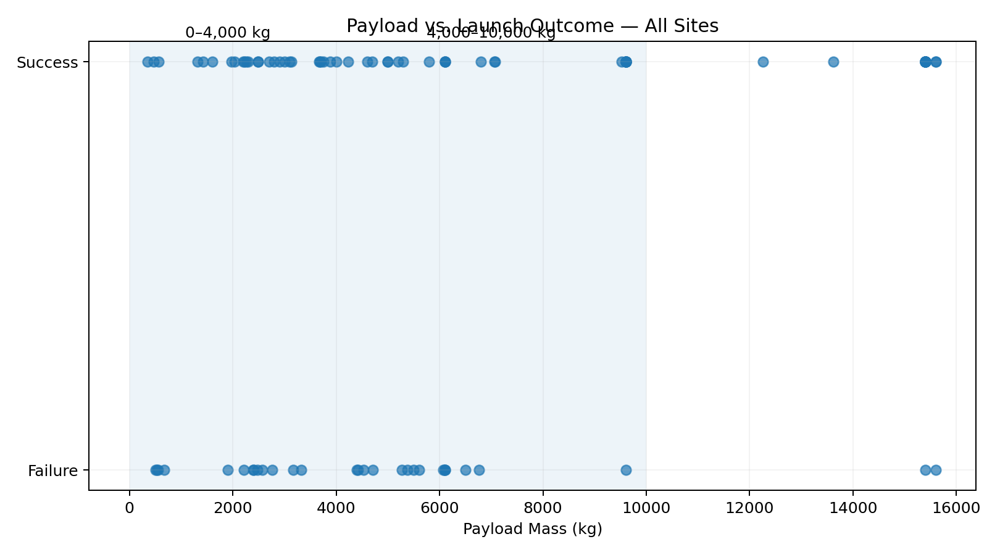 Payload vs. Launch Outcome — All Sites
0–4,000 kg
4,000–10,000 kg
Success
Failure
0
2000
4000
6000
8000
10000
12000
14000
16000
Payload Mass (kg)